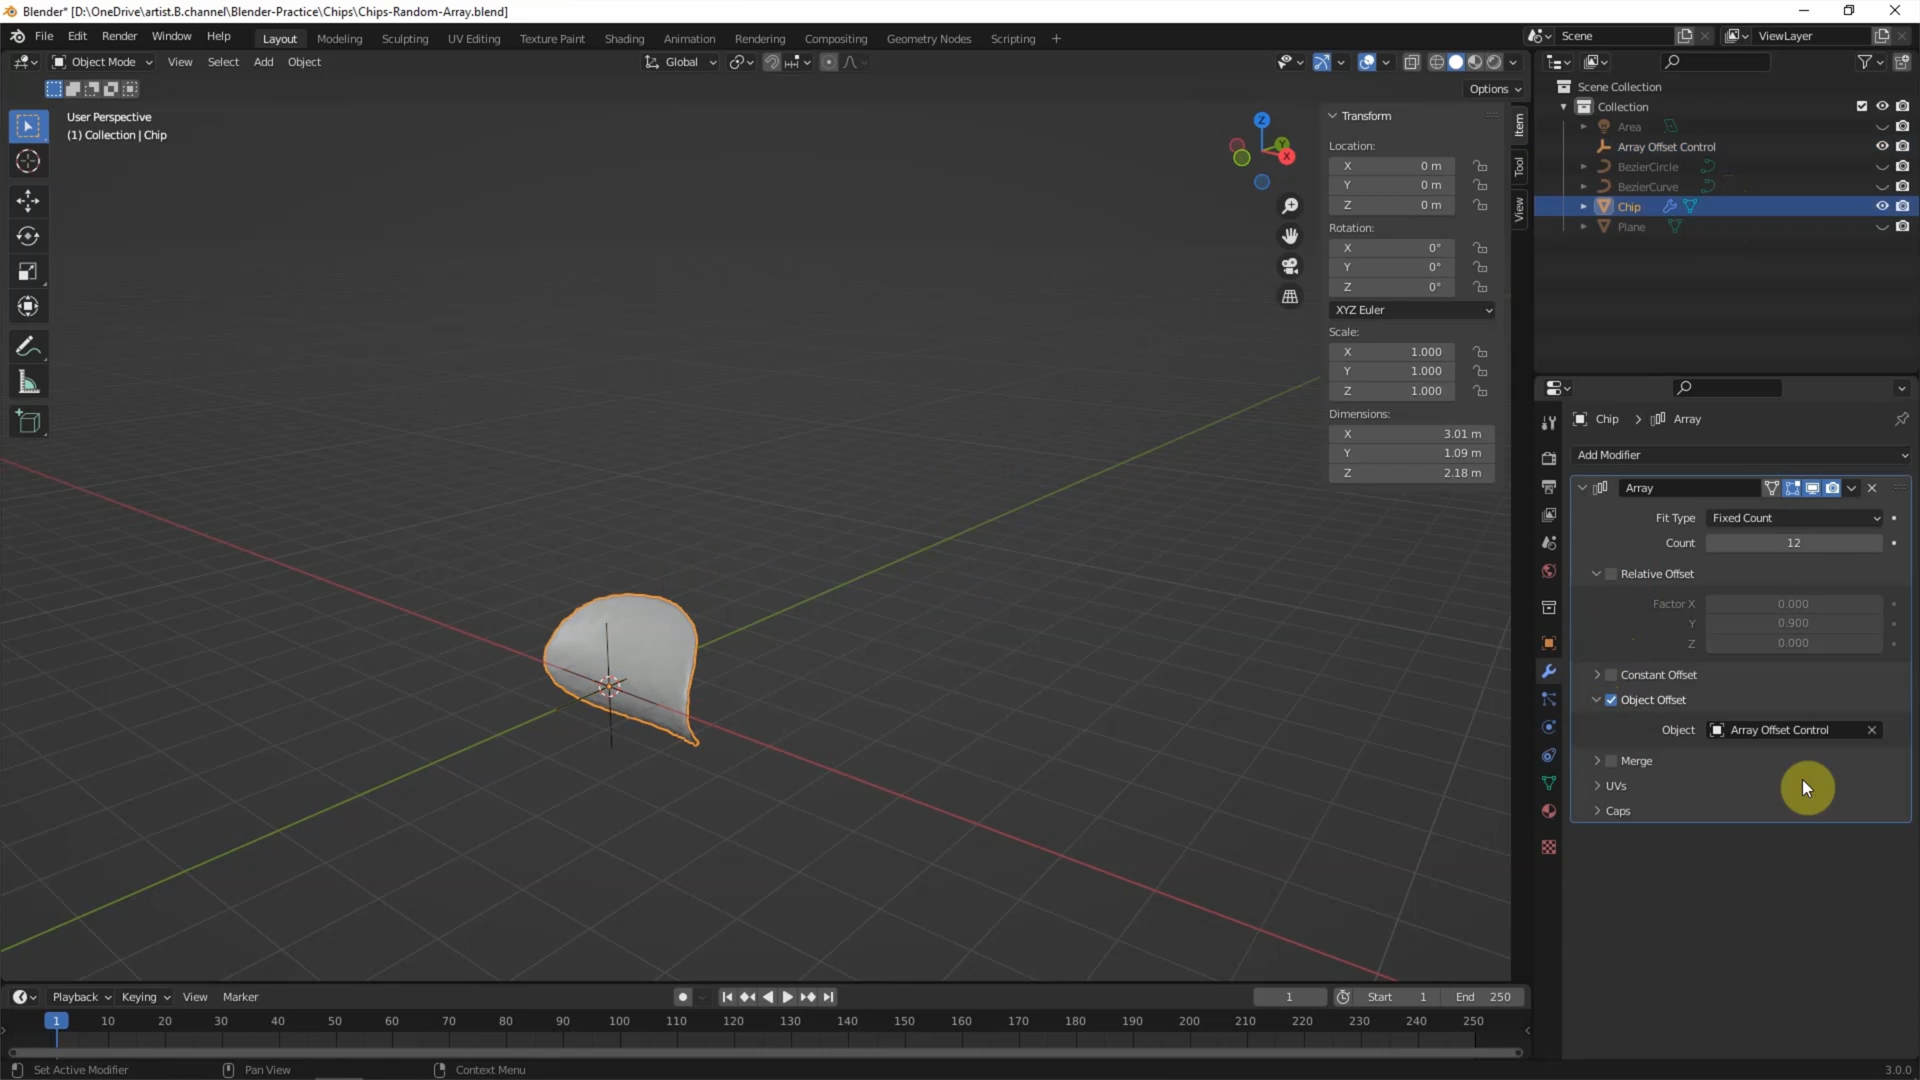 Blender* [D:\OneDrive\artist.B.channel\Blender-Practice\Chips\Chips-Random-Array.blend]
File Edit Render Window Help Layout Modeling Sculpting UV Editing Texture Paint Shading Animation Rendering Compositing Geometry Nodes Scripting + Scene ViewLayer
Object Mode View Select Add Object Global
Options
User Perspective
(1) Collection | Chip
Z
Y
X
Transform
Location:
X 0 m
Y 0 m
Z 0 m
Rotation:
X 0°
Y 0°
Z 0°
XYZ Euler
Scale:
X 1.000
Y 1.000
Z 1.000
Dimensions:
X 3.01 m
Y 1.09 m
Z 2.18 m
Item
Tool
View
Scene Collection
Collection
Area
Array Offset Control
BezierCircle
BezierCurve
Chip
Plane
Chip > Array
Add Modifier
Array
Fit Type Fixed Count
Count 12
Relative Offset
Factor X 0.000
Y 0.900
Z 0.000
Constant Offset
Object Offset
Object Array Offset Control
Merge
UVs
Caps
Playback Keying View Marker 1 Start 1 End 250
1 10 20 30 40 50 60 70 80 90 100 110 120 130 140 150 160 170 180 190 200 210 220 230 240 250
Set Active Modifier Pan View Context Menu 3.0.0